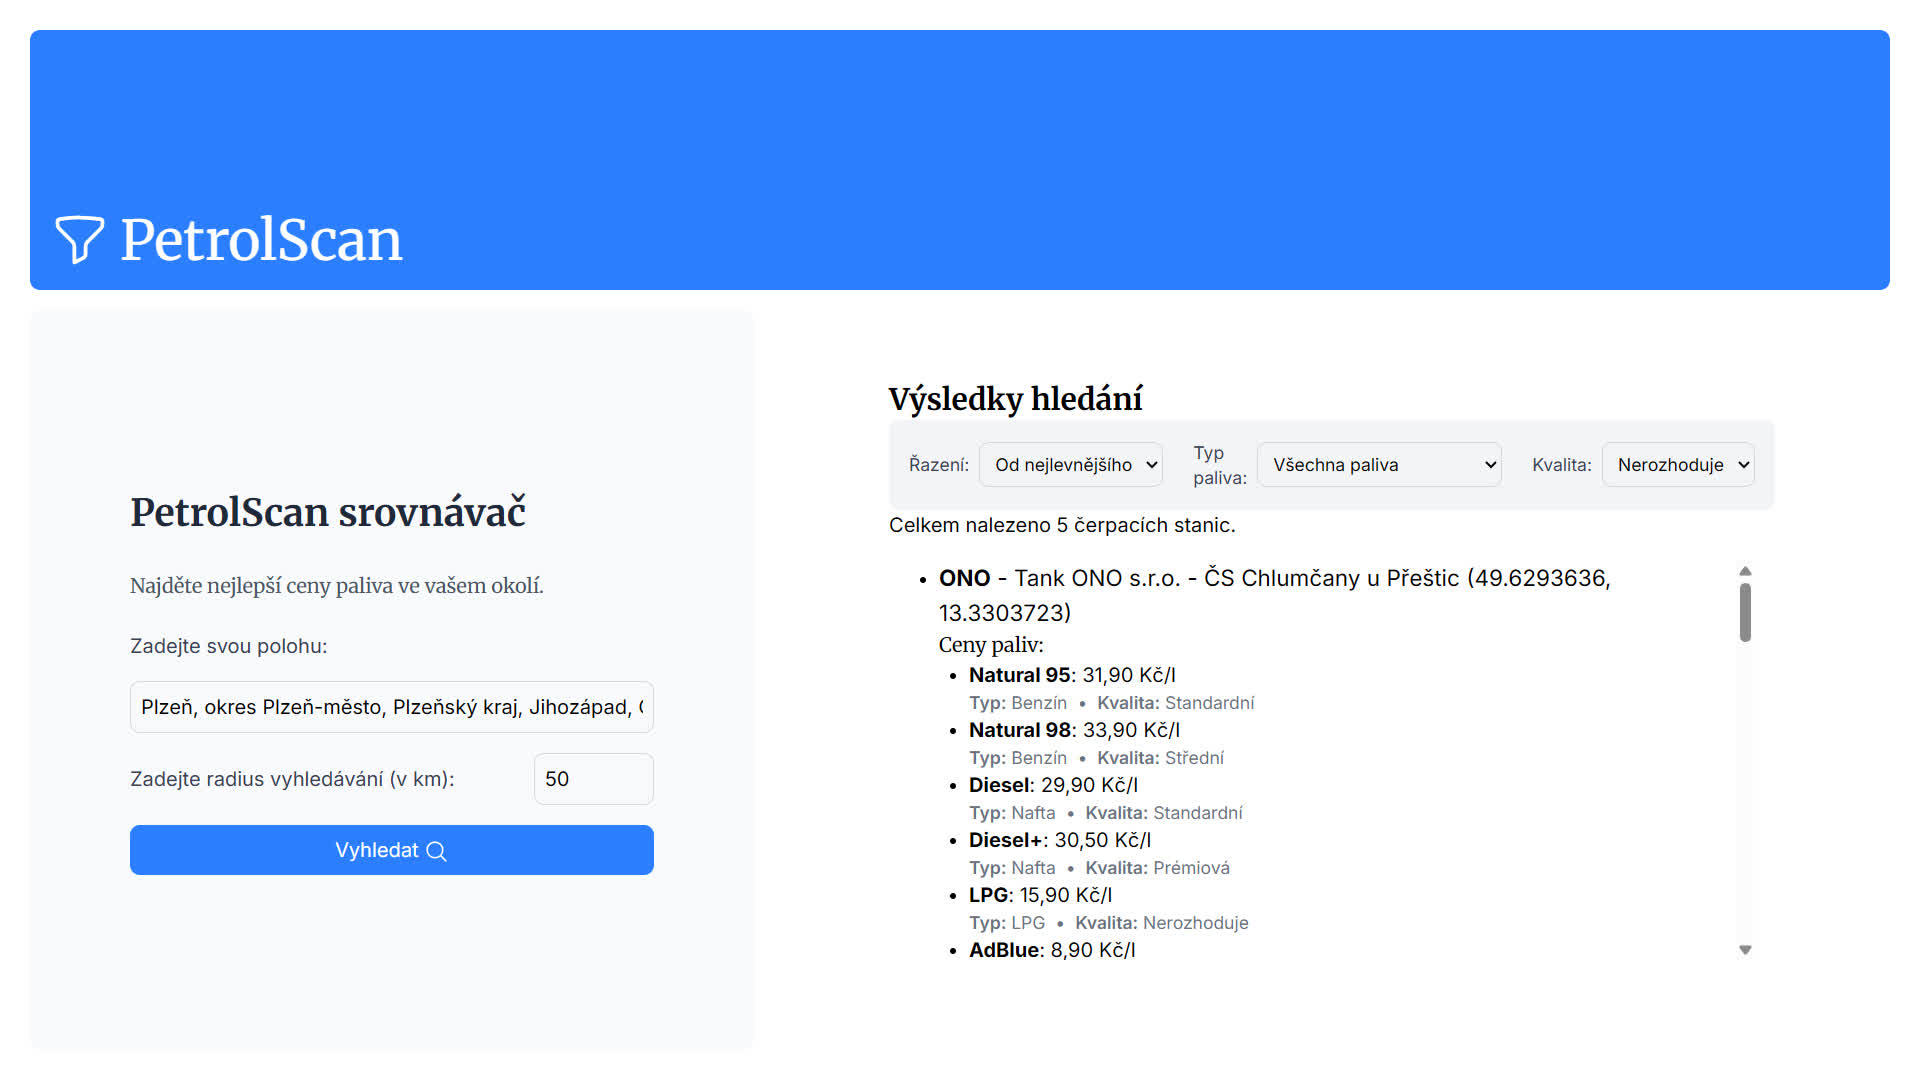 PetrolScan
PetrolScan srovnávač
Najděte nejlepší ceny paliva ve vašem okolí.
Zadejte svou polohu:
Plzeň, okres Plzeň-město, Plzeňský kraj, Jihozápad,
Zadejte radius vyhledávání (v km):
50
Vyhledat
Výsledky hledání
Řazení:
Od nejlevnějšího
Typ
paliva:
Všechna paliva
Kvalita:
Nerozhoduje
Celkem nalezeno 5 čerpacích stanic.
• ONO - Tank ONO s.r.o. - ČS Chlumčany u Přeštic (49.6293636,
13.3303723)
Ceny paliv:
• Natural 95: 31,90 Kč/l
Typ: Benzín • Kvalita: Standardní
• Natural 98: 33,90 Kč/l
Typ: Benzín • Kvalita: Střední
• Diesel: 29,90 Kč/l
Typ: Nafta • Kvalita: Standardní
• Diesel+: 30,50 Kč/l
Typ: Nafta • Kvalita: Prémiová
• LPG: 15,90 Kč/l
Typ: LPG • Kvalita: Nerozhoduje
• AdBlue: 8,90 Kč/l